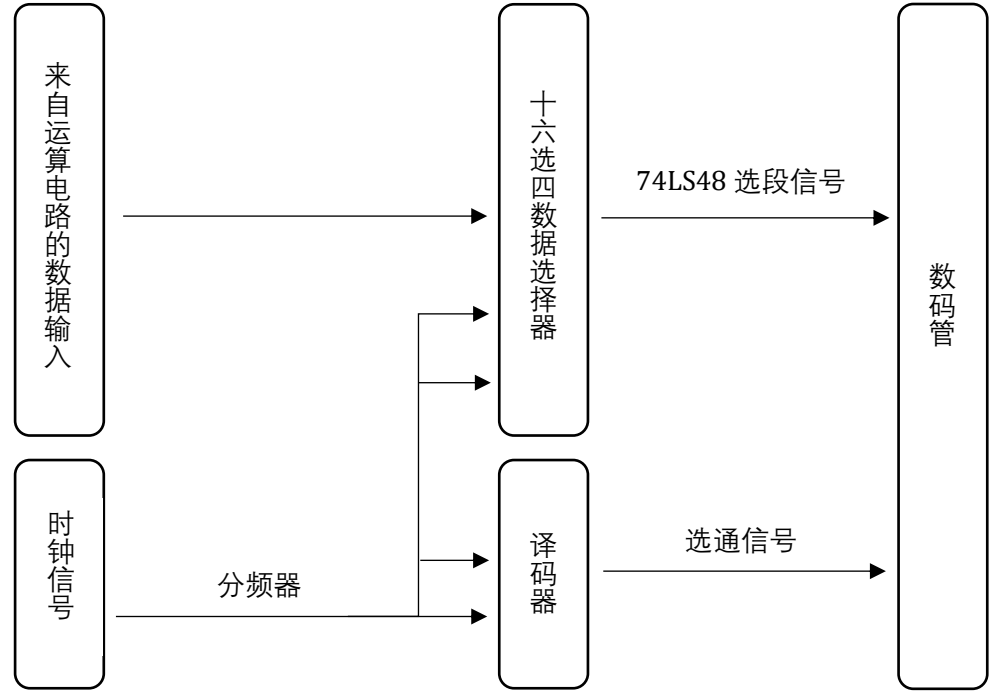 来自运算电路的数据输入
十六选四数据选择器
74LS48 选段信号
数码管
时钟信号
分频器
译码器
选通信号